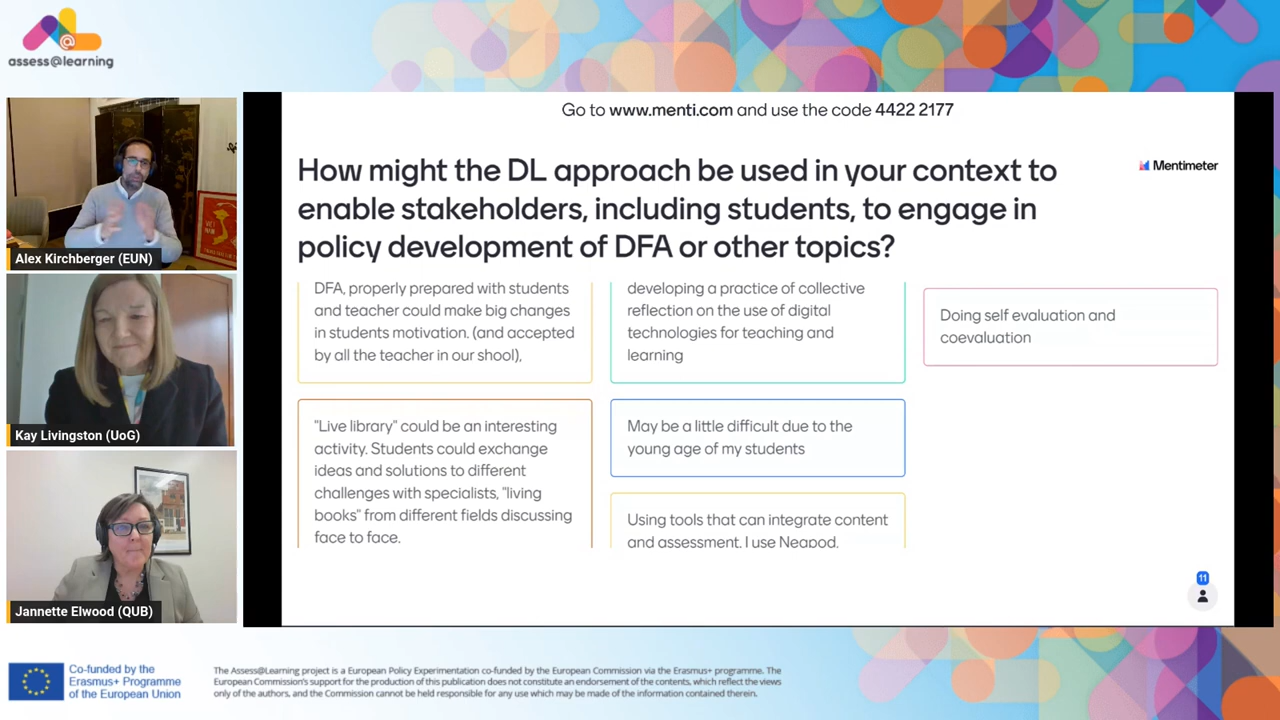 assess@learning
Alex Kirchberger (EUN)
Kay Livingston (UoG)
Jannette Elwood (QUB)
Go to www.menti.com and use the code 4422 2177
Mentimeter
How might the DL approach be used in your context to
enable stakeholders, including students, to engage in
policy development of DFA or other topics?
DFA, properly prepared with students
and teacher could make big changes
in students motivation. (and accepted
by all the teacher in our shool),
"Live library" could be an interesting
activity. Students could exchange
ideas and solutions to different
challenges with specialists, "living
books" from different fields discussing
face to face.
developing a practice of collective
reflection on the use of digital
technologies for teaching and
learning
May be a little difficult due to the
young age of my students
Using tools that can integrate content
and assessment. I use Neapod.
Doing self evaluation and
coevaluation
11
Co-funded by the
Erasmus+ Programme
of the European Union
The Assess@Learning project is a European Policy Experimentation co-funded by the European Commission via the Erasmus+ programme. The
European Commission's support for the production of this publication does not constitute an endorsement of the contents, which reflect the views
only of the authors, and the Commission cannot be held responsible for any use which may be made of the information contained therein.